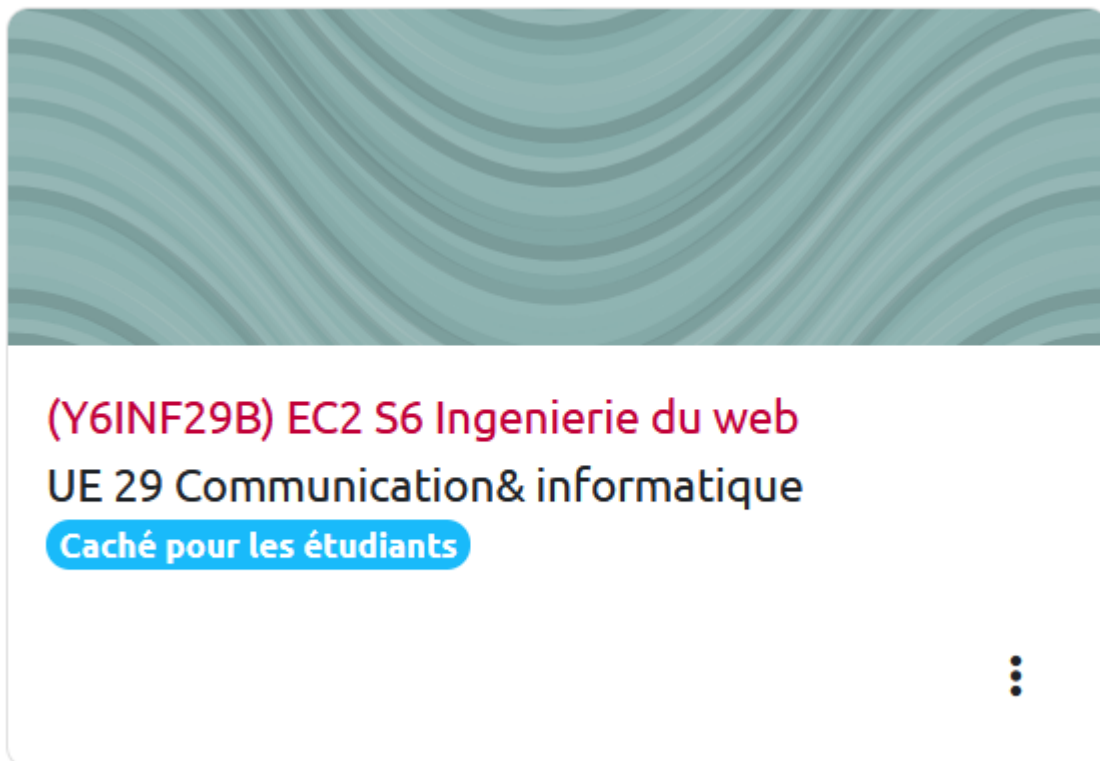 (Y6INF29B) EC2 S6 Ingenierie du web
UE 29 Communication& informatique
Caché pour les étudiants